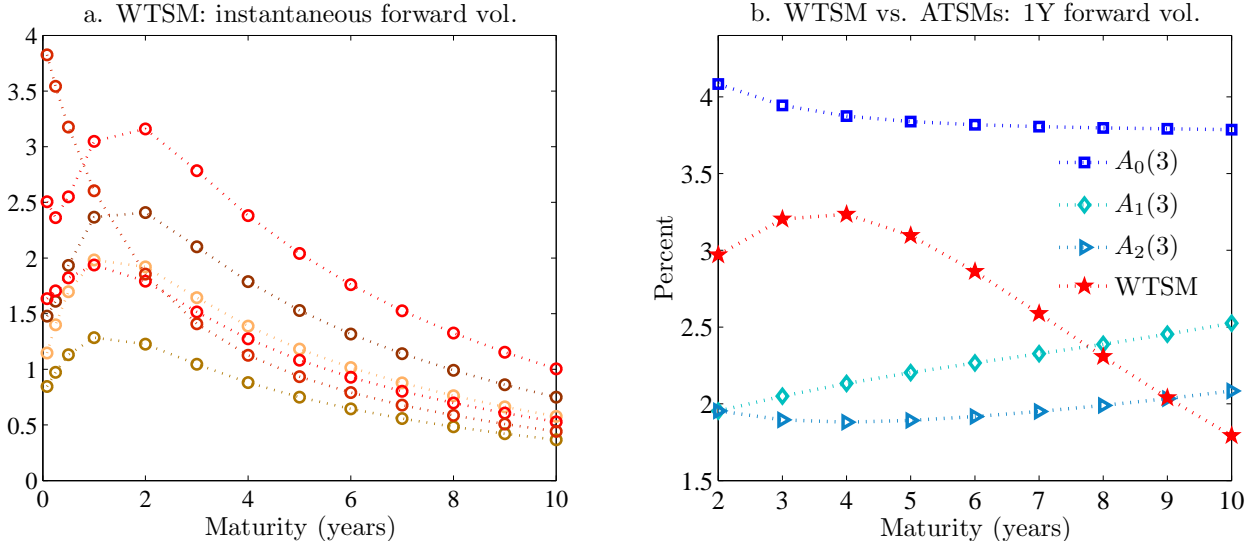 a. WTSM: instantaneous forward vol.
4
3.5
3
2.5
2
1.5
1
0.5
0
0 2 4 6 8 10
Maturity (years)
b. WTSM vs. ATSMs: 1Y forward vol.
Percent
4
3.5
3
2.5
2
1.5
2 3 4 5 6 7 8 9 10
Maturity (years)
A₀(3)
A₁(3)
A₂(3)
WTSM